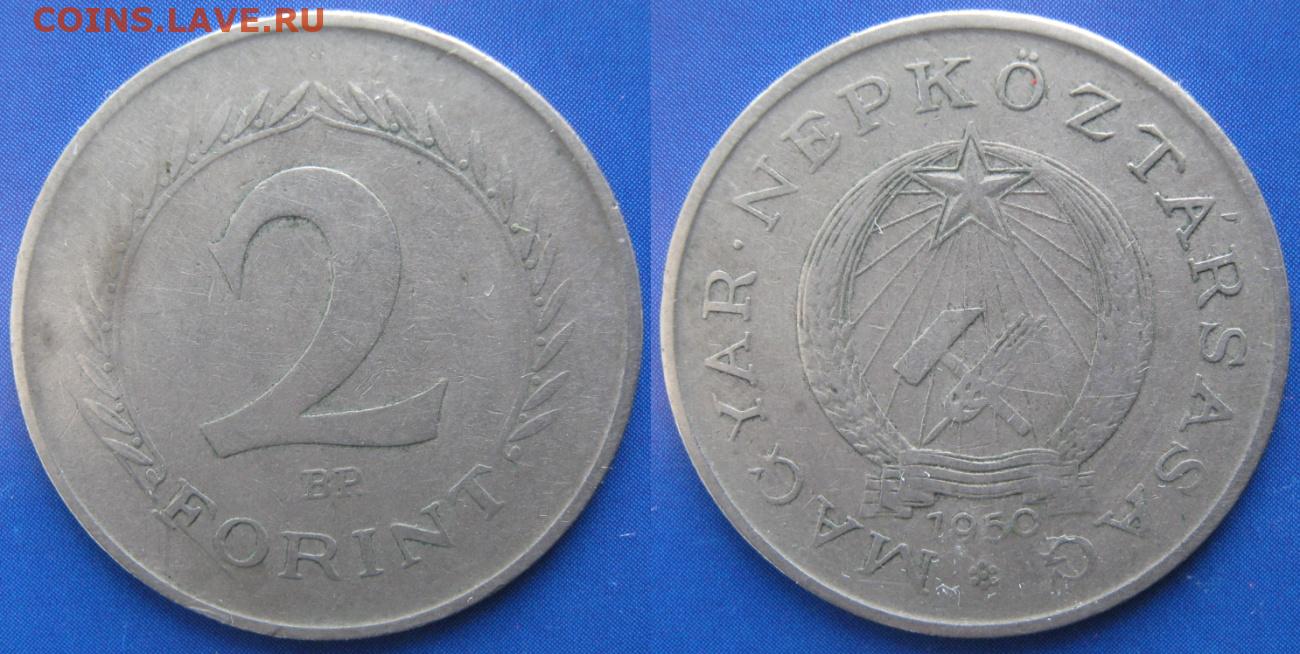 COINS.LAVE.RU
2
BP.
FORINT
MAGYAR · NÉPKÖZTÁRSASÁG
1950